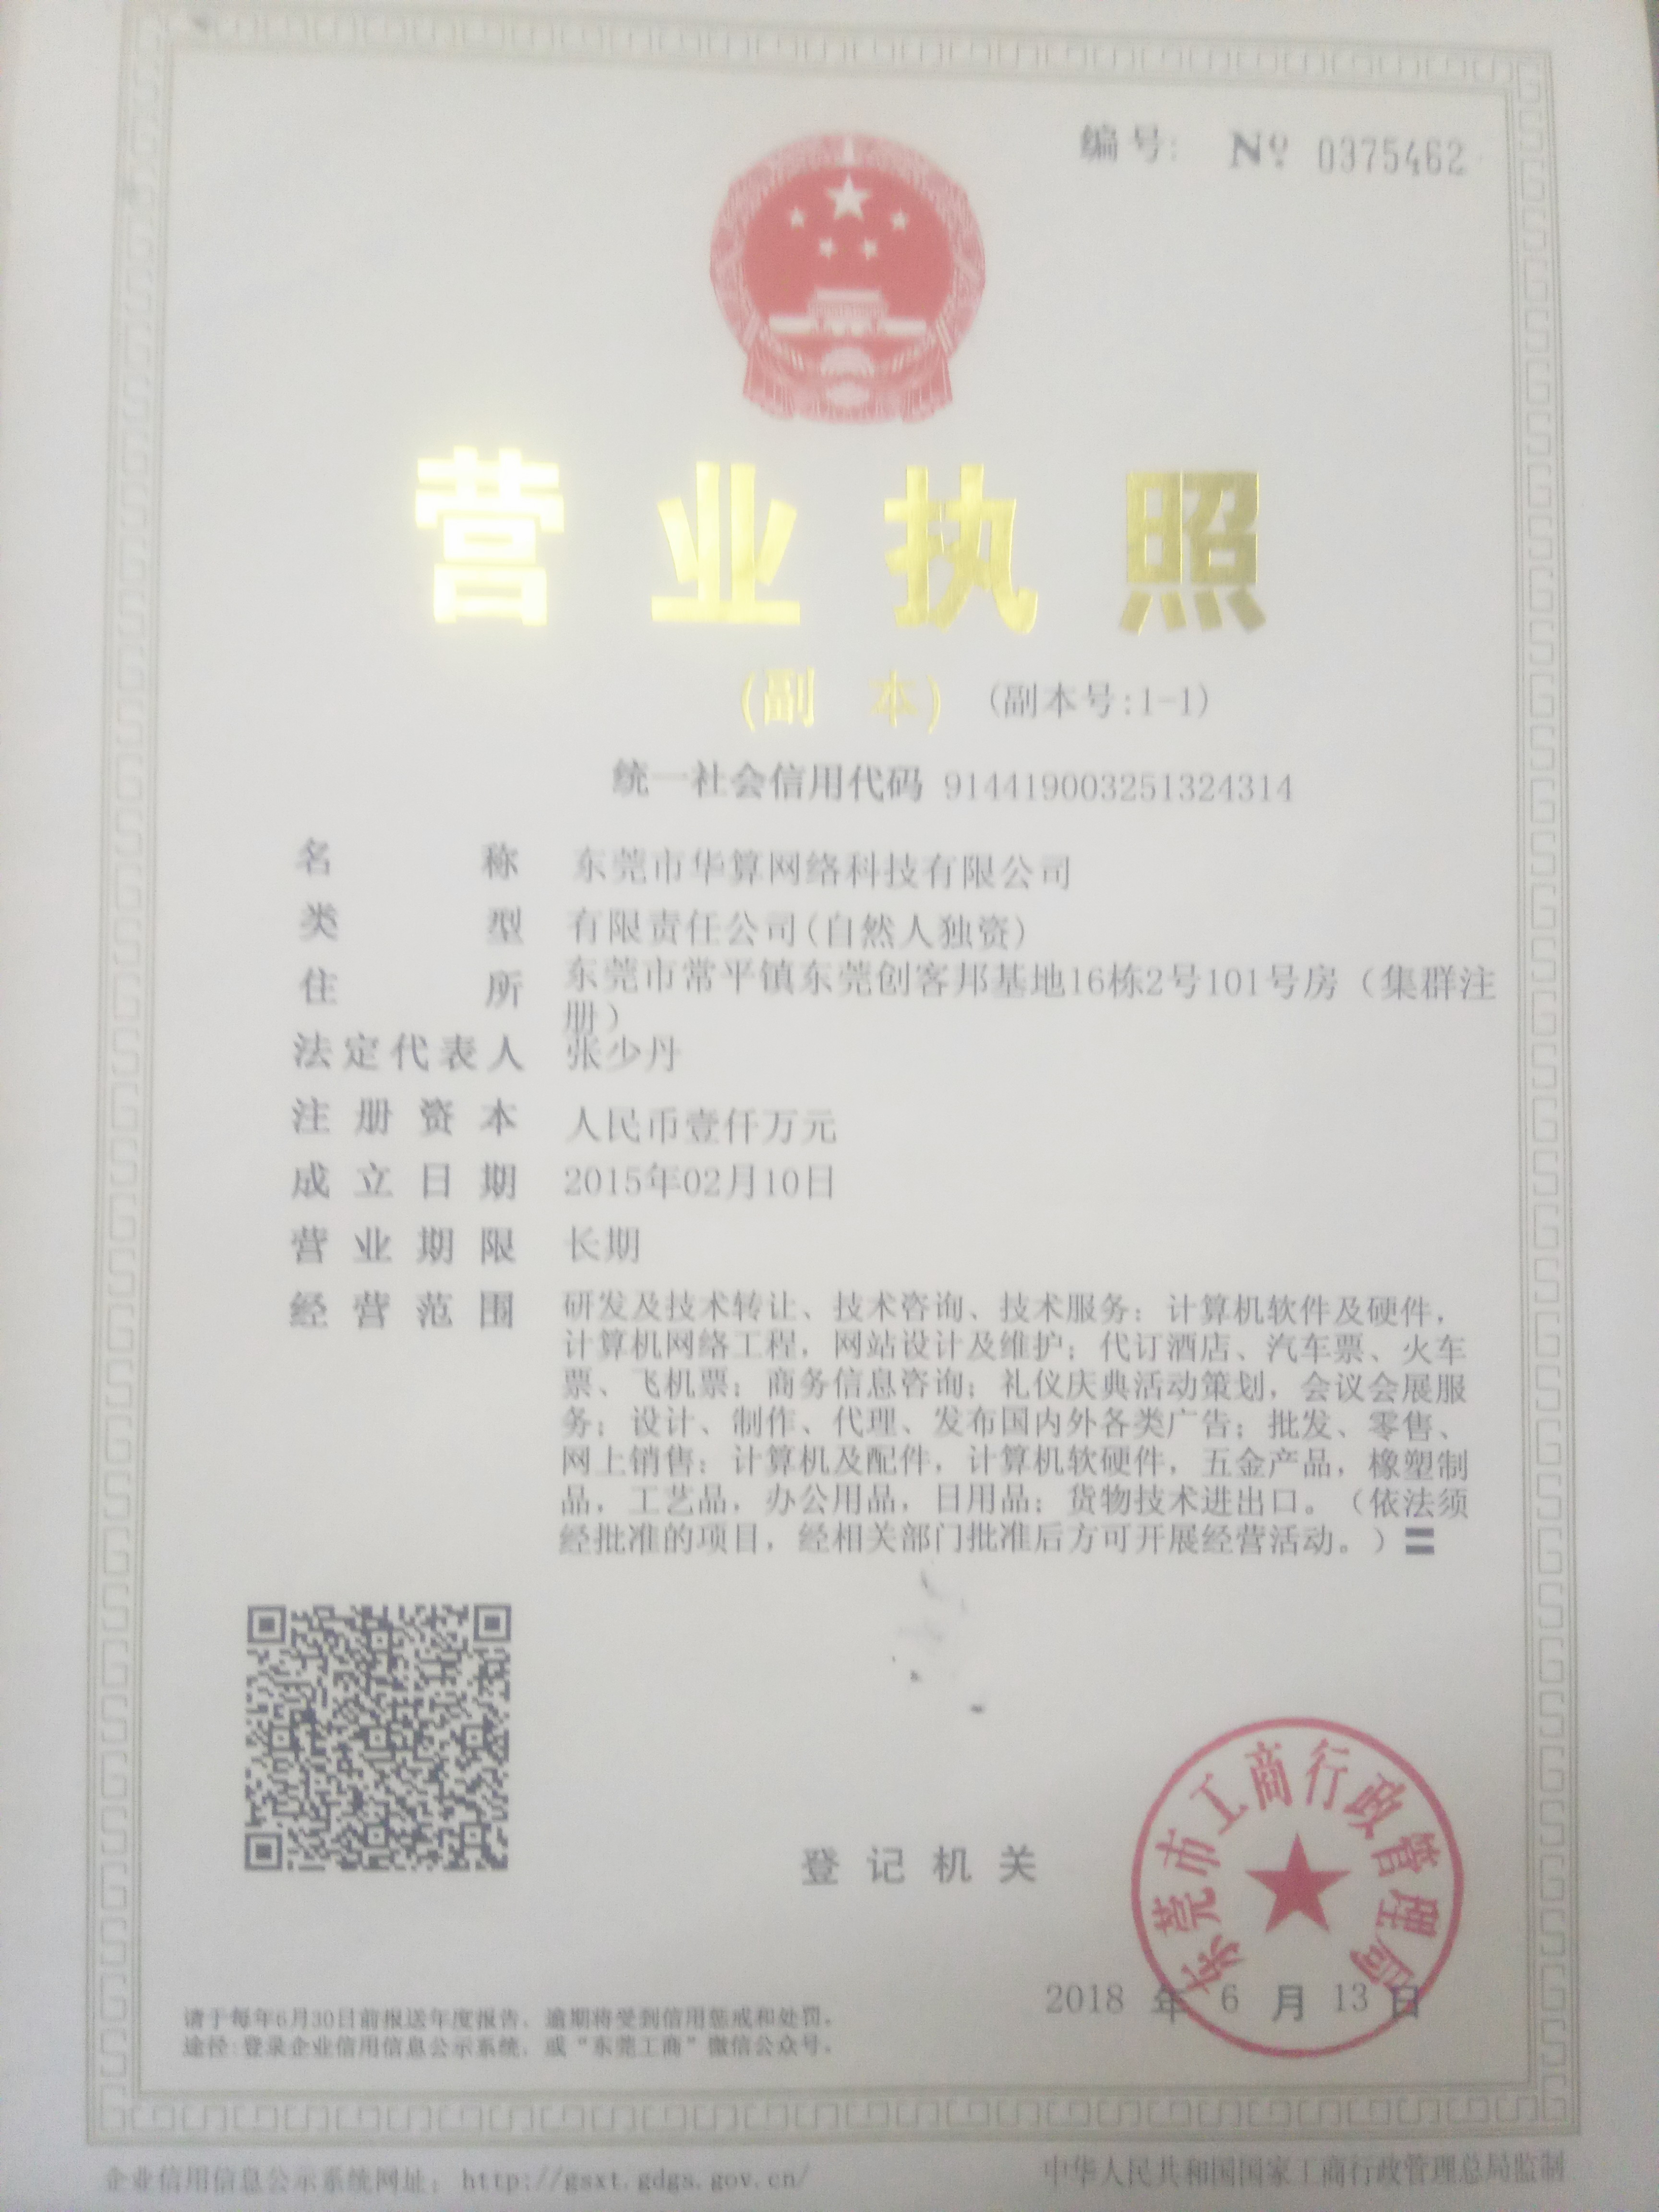 编号: Nº 0375462
营业执照
(副 本) (副本号:1-1)
统一社会信用代码 914419003251324314
名称 东莞市华算网络科技有限公司
类型 有限责任公司(自然人独资)
住所 东莞市常平镇东莞创客邦基地16栋2号101号房(集群注
册)
法定代表人 张少丹
注册资本 人民币壹仟万元
成立日期 2015年02月10日
营业期限 长期
经营范围 研发及技术转让、技术咨询、技术服务:计算机软件及硬件,
计算机网络工程,网站设计及维护;代订酒店、汽车票、火车
票、飞机票;商务信息咨询;礼仪庆典活动策划,会议会展服
务;设计、制作、代理、发布国内外各类广告;批发、零售、
网上销售:计算机及配件,计算机软硬件,五金产品,橡塑制
品,工艺品,办公用品,日用品;货物技术进出口。(依法须
经批准的项目,经相关部门批准后方可开展经营活动。)
登记机关
东莞市工商行政管理局
2018 年 6 月 13 日
请于每年6月30日前报送年度报告,逾期将受到信用惩戒和处罚。
途径:登录企业信用信息公示系统,或“东莞工商”微信公众号。
企业信用信息公示系统网址: http://gsxt.gdgs.gov.cn/
中华人民共和国国家工商行政管理总局监制